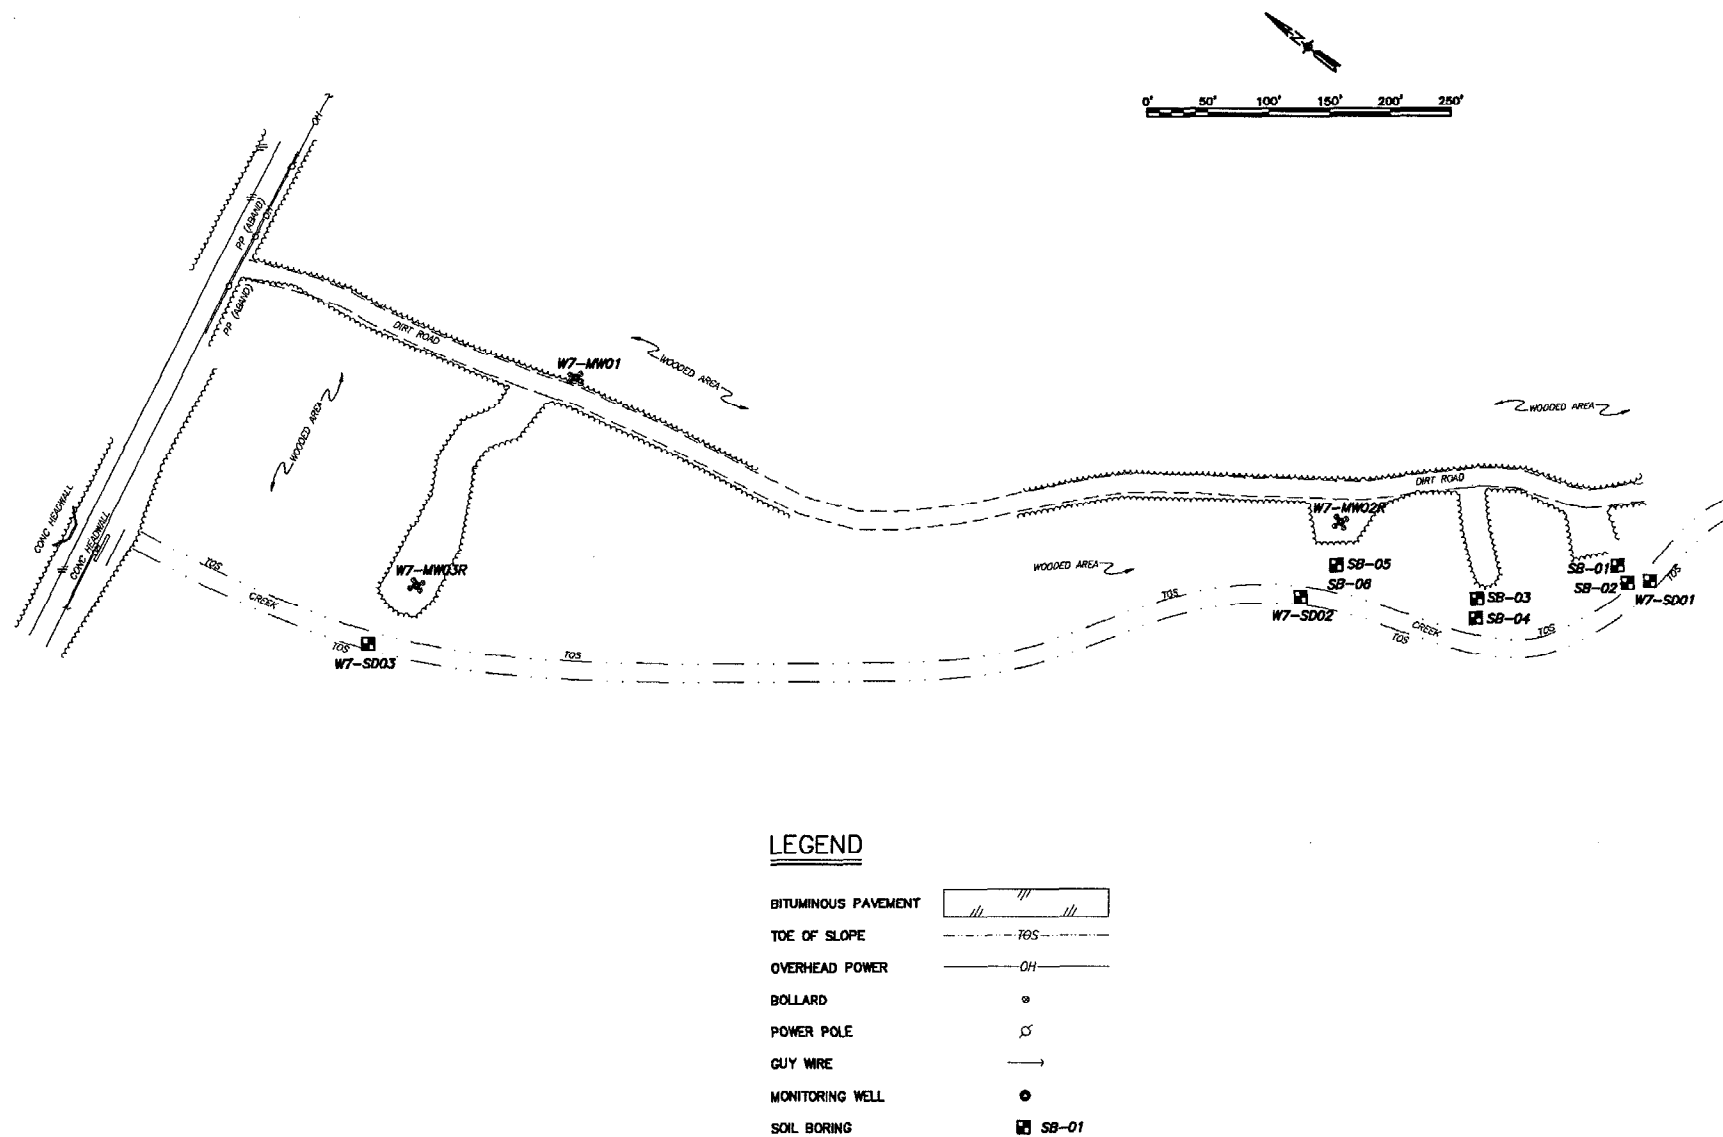 N
0' 50' 100' 150' 200' 250'
OH
PP (ABAND)
OH
PP (ABAND)
DIRT ROAD
W7-MW01
WOODED AREA
WOODED AREA
WOODED AREA
DIRT ROAD
CONC HEADWALL
CONC HEADWALL
W7-MW02R
W7-MW03R
WOODED AREA
SB-05
SB-06
SB-01
SB-02
W7-SD01
TOS
TOS
CREEK
TOS
W7-SD02
SB-03
SB-04
CREEK
TOS
TOS
TOS
W7-SD03
TOS
LEGEND
BITUMINOUS PAVEMENT
TOE OF SLOPE TOS
OVERHEAD POWER OH
BOLLARD
POWER POLE
GUY WIRE
MONITORING WELL
SOIL BORING SB-01